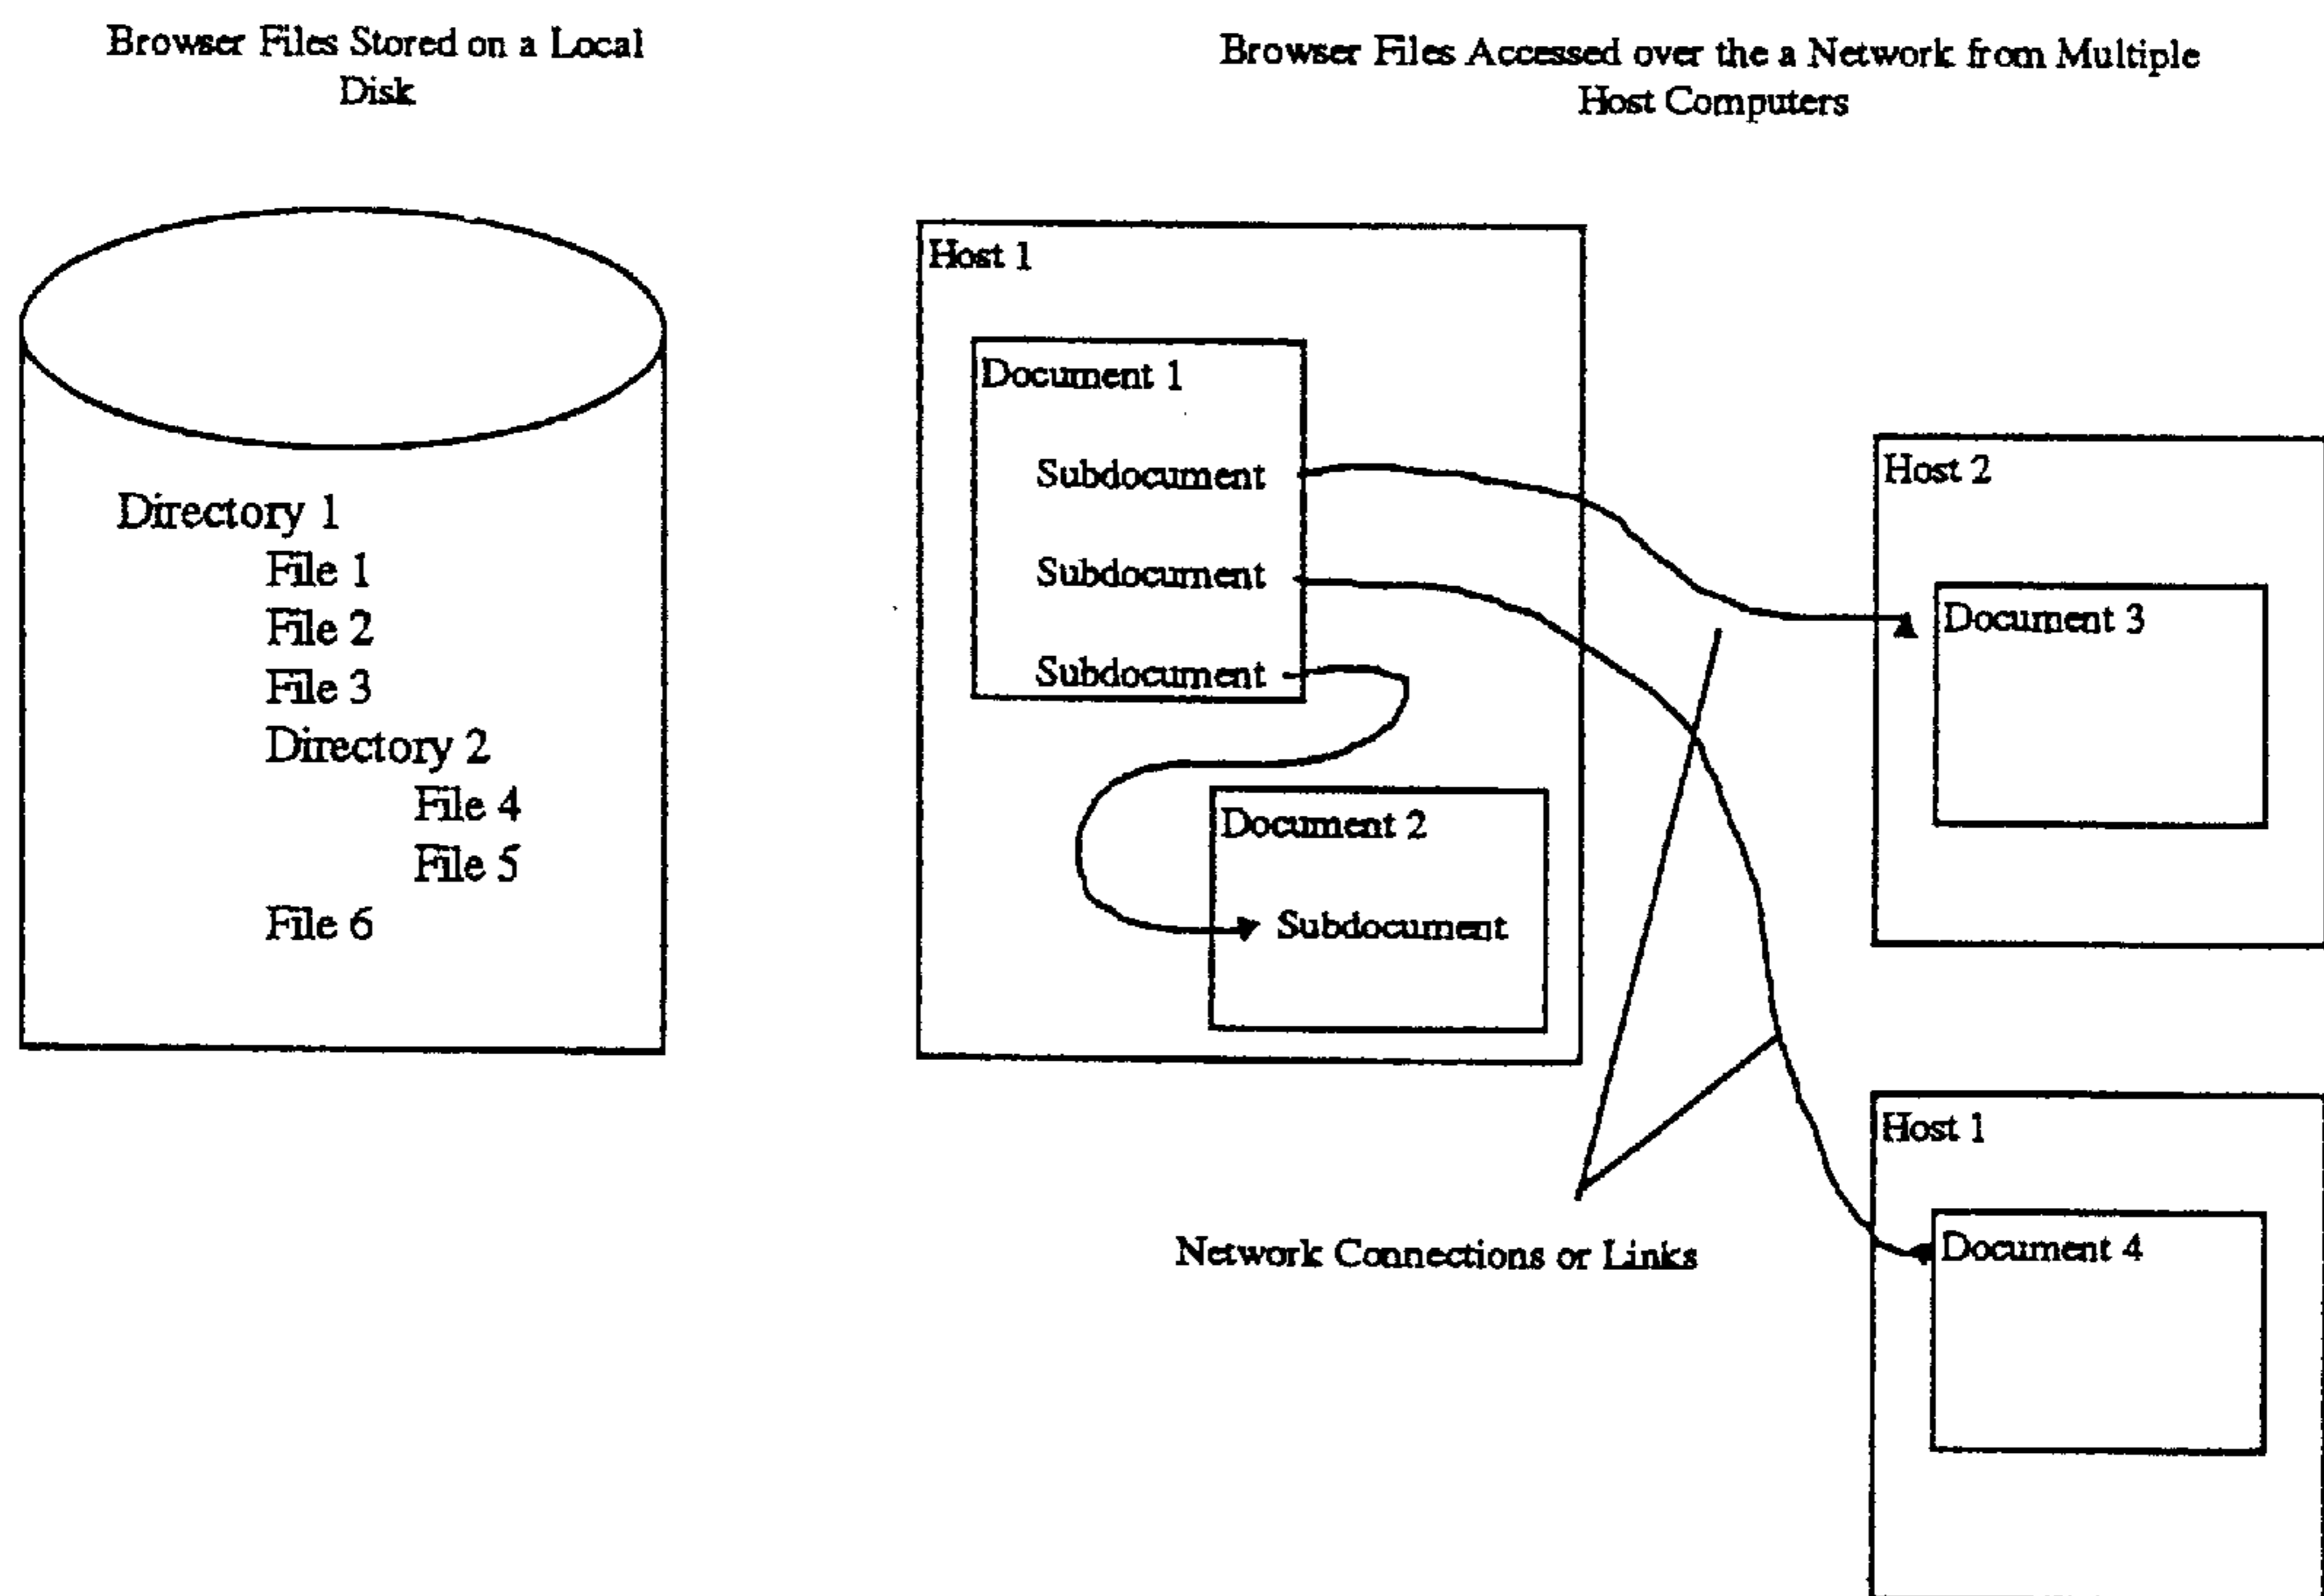 Browser Files Stored on a Local
Disk
Browser Files Accessed over the a Network from Multiple
Host Computers
Directory 1
File 1
File 2
File 3
Directory 2
File 4
File 5
File 6
Host 1
Document 1
Subdocument
Subdocument
Subdocument
Document 2
Subdocument
Host 2
Document 3
Host 1
Document 4
Network Connections or Links